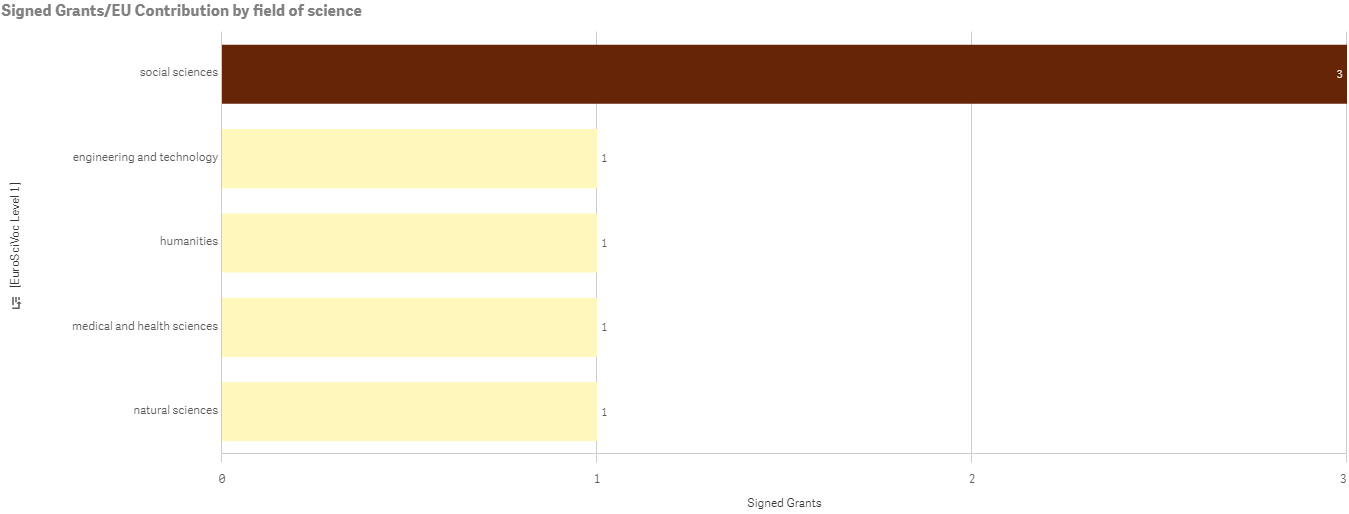 Signed Grants/EU Contribution by field of science
[EuroSciVoc Level 1]
social sciences
3
engineering and technology
1
humanities
1
medical and health sciences
1
natural sciences
1
0 1 2 3
Signed Grants